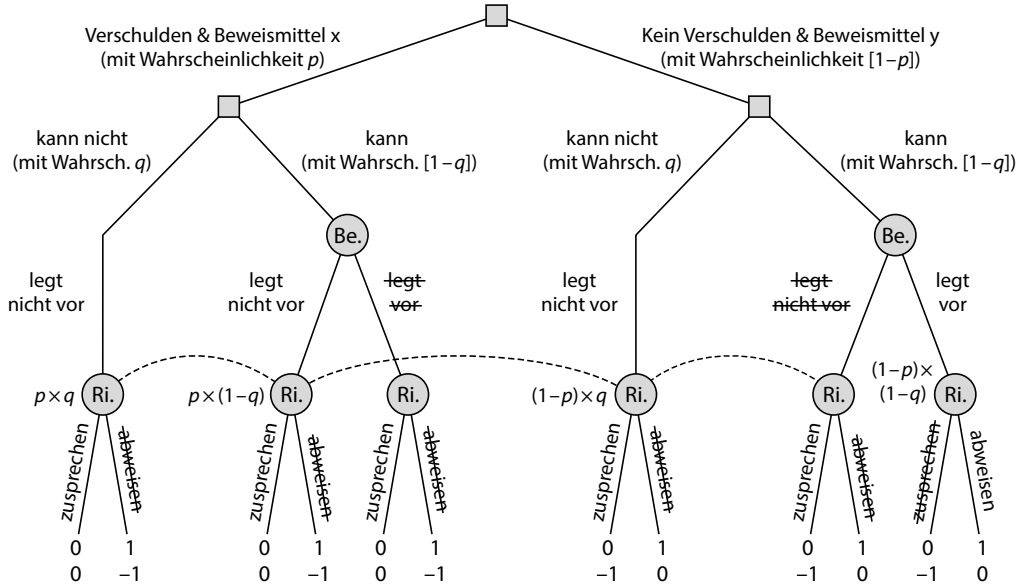 Verschulden & Beweismittel x
(mit Wahrscheinlichkeit p)
Kein Verschulden & Beweismittel y
(mit Wahrscheinlichkeit [1–p])
kann nicht
(mit Wahrsch. q)
kann
(mit Wahrsch. [1–q])
kann nicht
(mit Wahrsch. q)
kann
(mit Wahrsch. [1–q])
Be.
Be.
legt
nicht vor
legt
nicht vor
legt
vor
legt
nicht vor
legt
nicht vor
legt
vor
p×q
Ri.
p×(1–q)
Ri.
Ri.
(1–p)×q
Ri.
Ri.
(1–p)×
(1–q)
Ri.
zusprechen
abweisen
zusprechen
abweisen
zusprechen
abweisen
zusprechen
abweisen
zusprechen
abweisen
zusprechen
abweisen
0 1 0 1 0 1 0 1 0 1 0 1
0 –1 0 –1 0 –1 –1 0 –1 0 –1 0